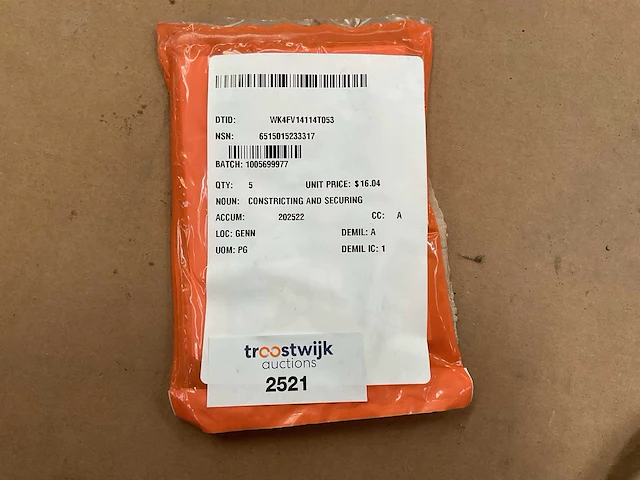 DTID: WK4FV14114T053
NSN: 6515015233317
BATCH: 1005699977
QTY: 5 UNIT PRICE: $16.04
NOUN: CONSTRICTING AND SECURING
ACCUM: 202522 CC: A
LOC: GENN DEMIL: A
UOM: PG DEMIL IC: 1
troostwijk
auctions
2521